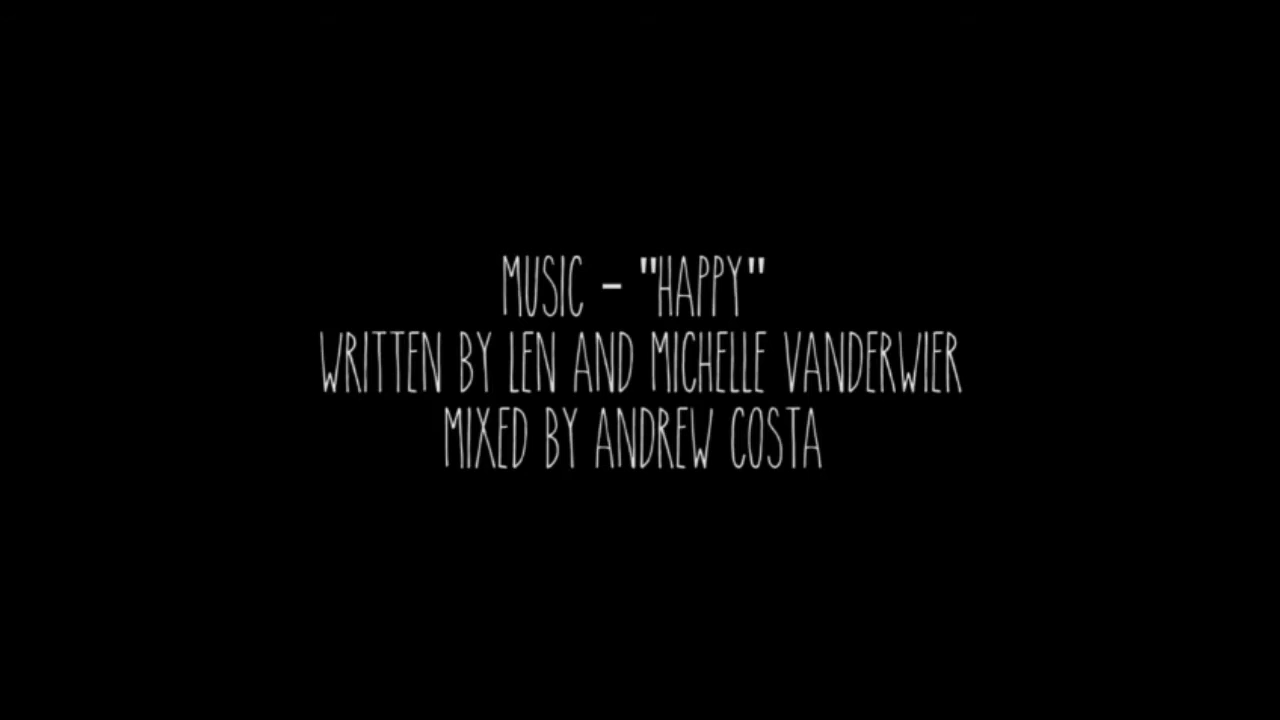 MUSIC - "HAPPY"
WRITTEN BY LEN AND MICHELLE VANDERWIER
MIXED BY ANDREW COSTA